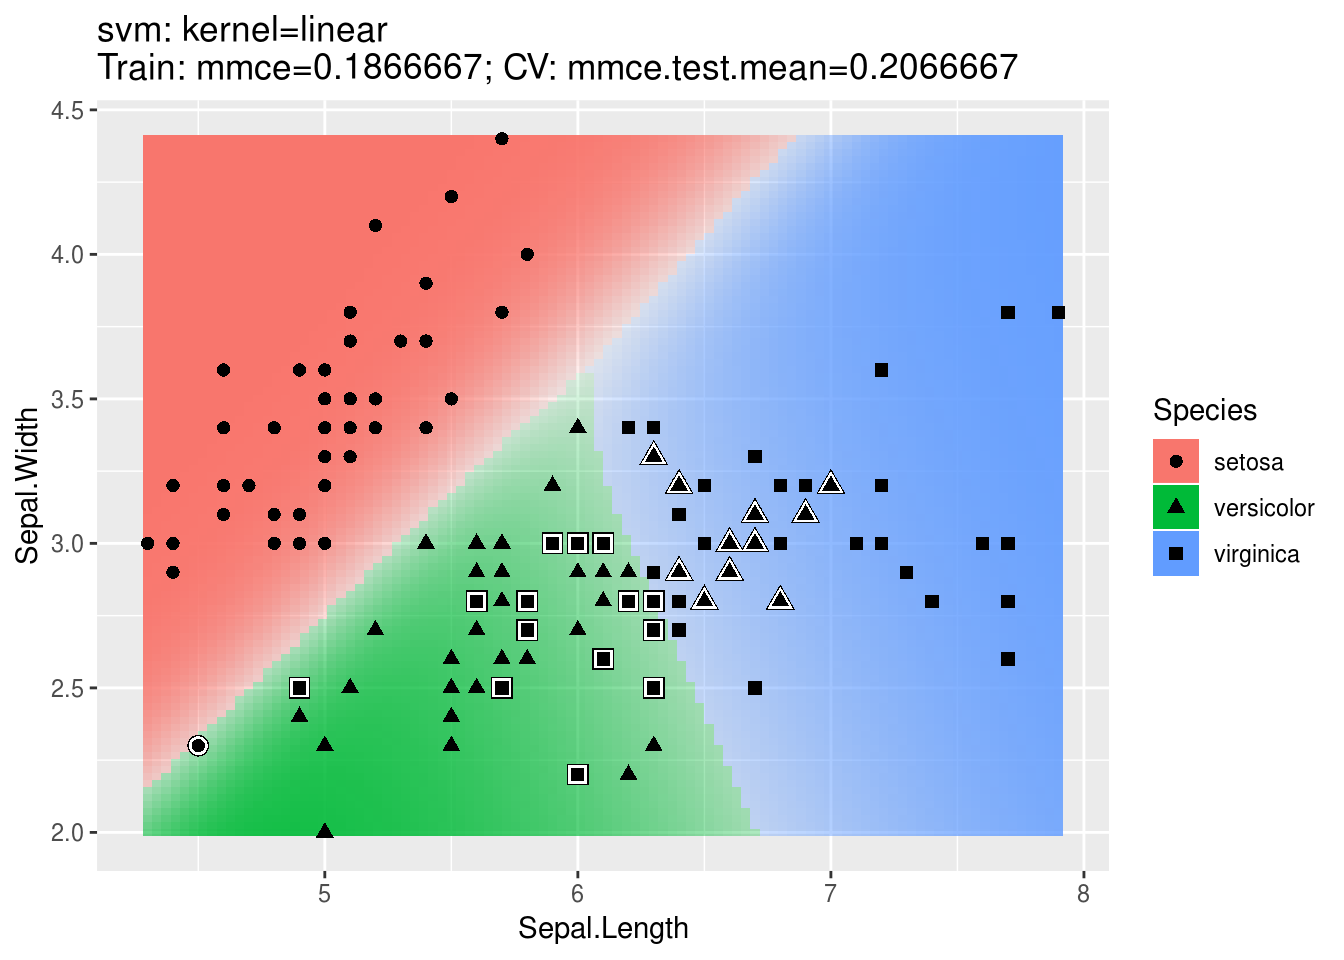 svm: kernel=linear
Train: mmce=0.1866667; CV: mmce.test.mean=0.2066667
4.5
4.0
3.5
3.0
2.5
2.0
Sepal.Width
5 6 7 8
Sepal.Length
Species
setosa
versicolor
virginica